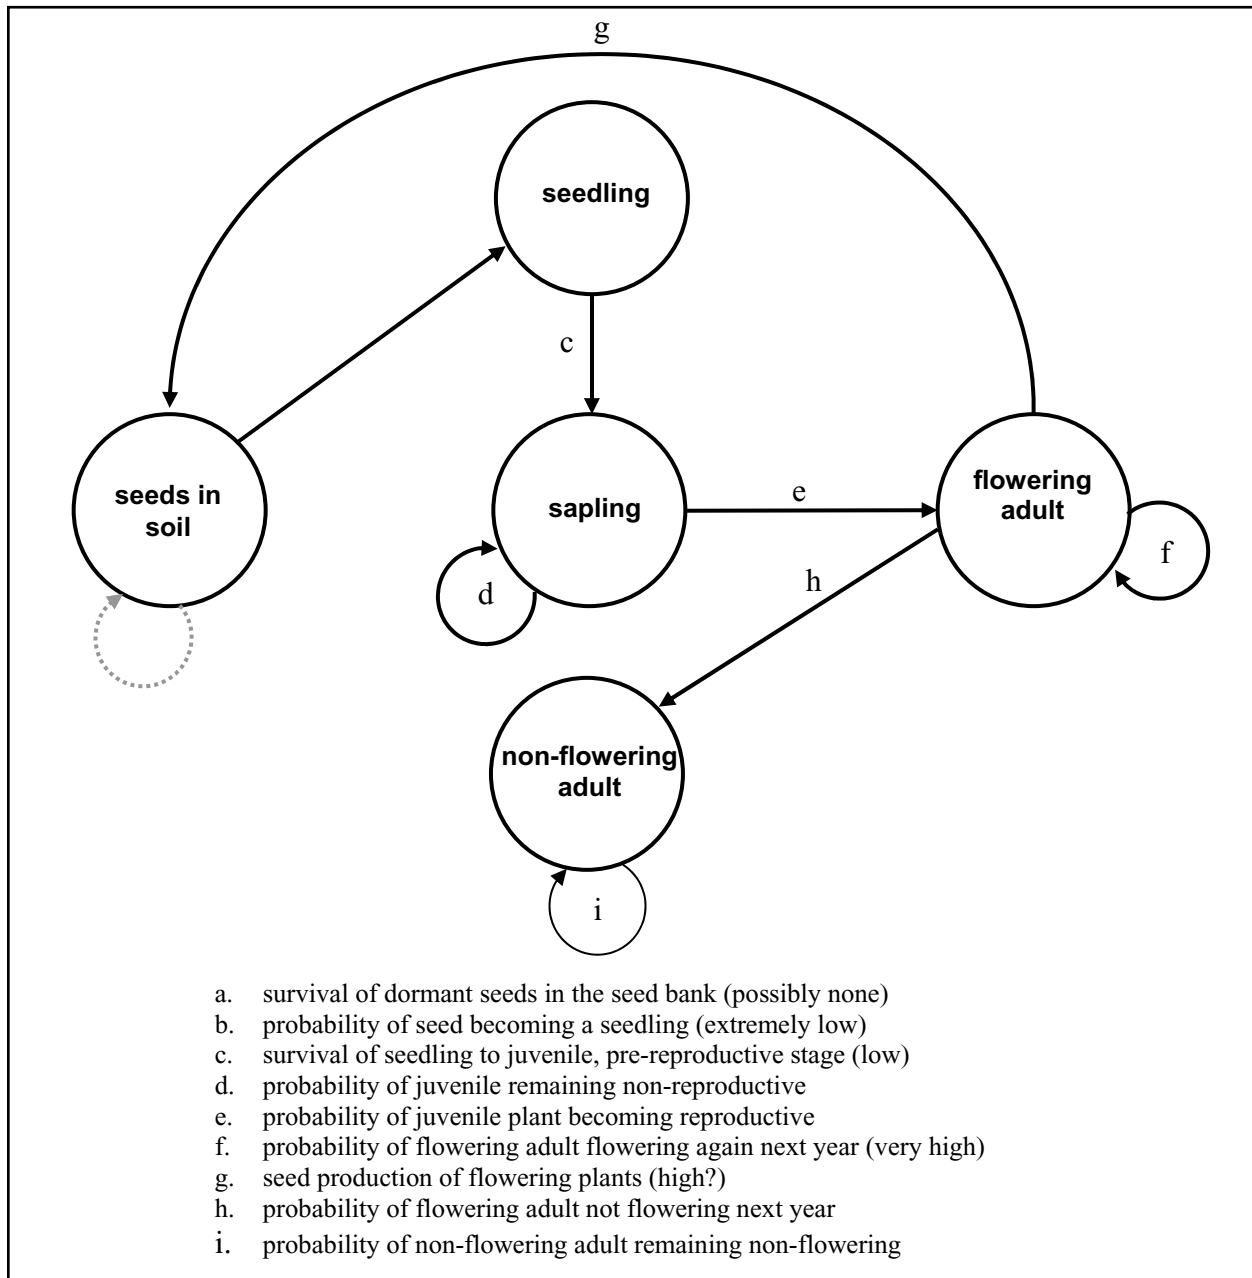 g
seedling
c
seeds in
soil
sapling
e
flowering
adult
f
d
h
non-flowering
adult
i
a. survival of dormant seeds in the seed bank (possibly none)
b. probability of seed becoming a seedling (extremely low)
c. survival of seedling to juvenile, pre-reproductive stage (low)
d. probability of juvenile remaining non-reproductive
e. probability of juvenile plant becoming reproductive
f. probability of flowering adult flowering again next year (very high)
g. seed production of flowering plants (high?)
h. probability of flowering adult not flowering next year
i. probability of non-flowering adult remaining non-flowering